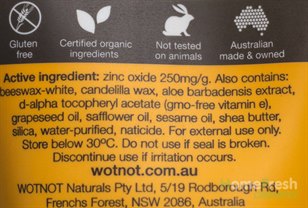 Gluten
free
Certified organic
ingredients
Not tested
on animals
Australian
made & owned
Active ingredient: zinc oxide 250mg/g. Also contains:
beeswax-white, candelilla wax, aloe barbadensis extract,
d-alpha tocopheryl acetate (gmo-free vitamin e),
grapeseed oil, safflower oil, sesame oil, shea butter,
silica, water-purified, naticide. For external use only.
Store below 30ºC. Do not use if seal is broken.
Discontinue use if irritation occurs.
wotnot.com.au
WOTNOT Naturals Pty Ltd, 5/19 Rodborough Rd,
Frenchs Forest, NSW 2086, Australia